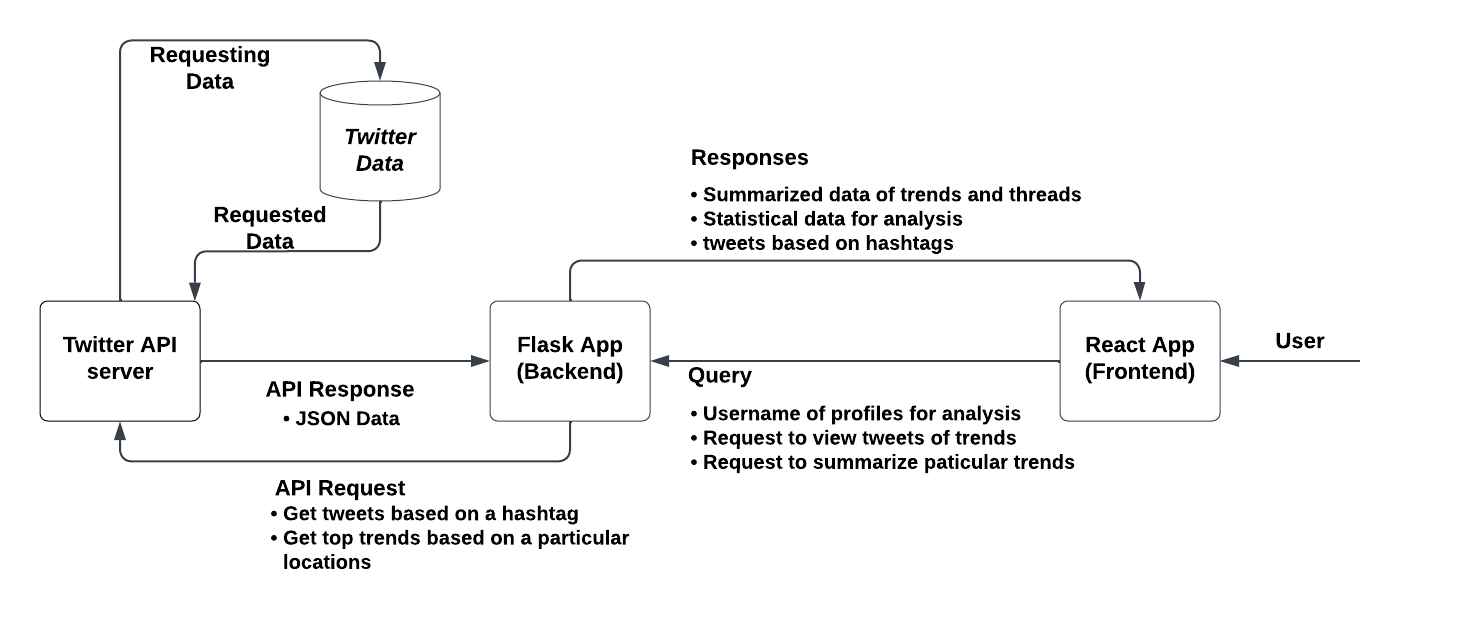 Requesting
Data
Twitter
Data
Requested
Data
Responses
• Summarized data of trends and threads
• Statistical data for analysis
• tweets based on hashtags
Twitter API
server
API Response
• JSON Data
Flask App
(Backend)
Query
• Username of profiles for analysis
• Request to view tweets of trends
• Request to summarize paticular trends
React App
(Frontend)
User
API Request
• Get tweets based on a hashtag
• Get top trends based on a particular
locations